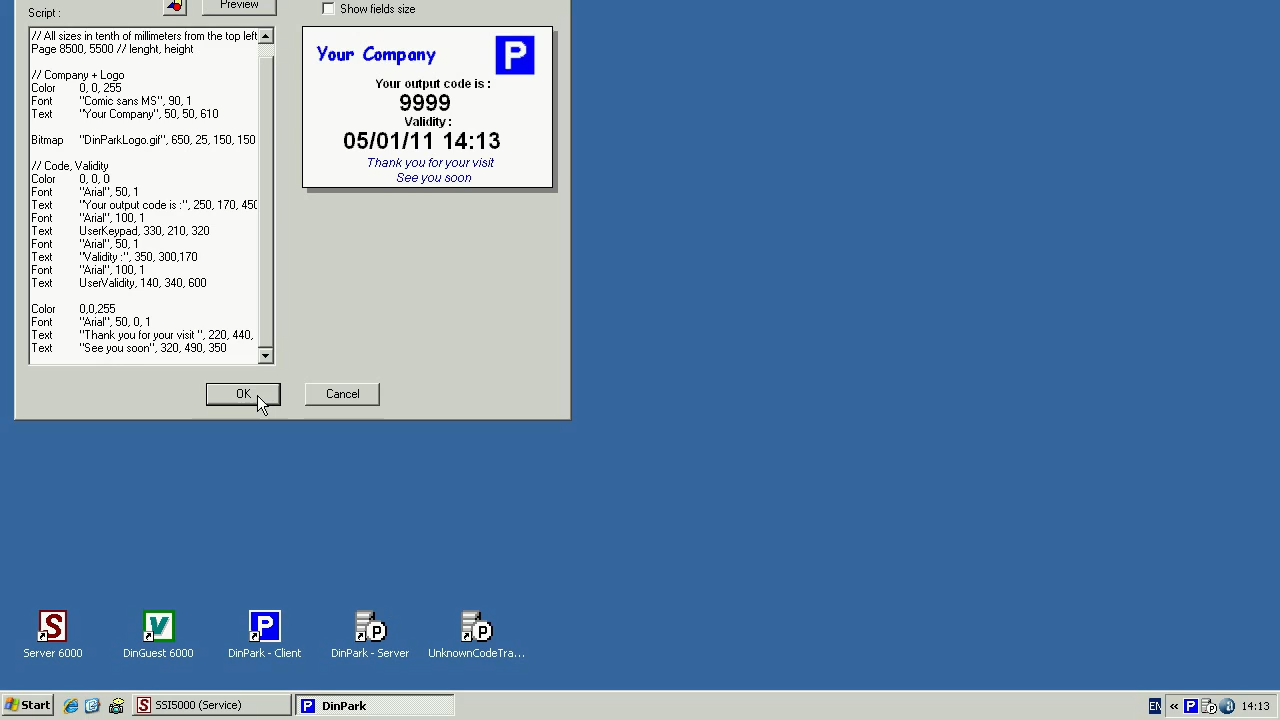 Script :
Preview
Show fields size
// All sizes in tenth of millimeters from the top left
Page 8500, 5500 // lenght, height
// Company + Logo
Color 0, 0, 255
Font "Comic sans MS", 90, 1
Text "Your Company", 50, 50, 610
Bitmap "DinParkLogo.gif", 650, 25, 150, 150
// Code, Validity
Color 0, 0, 0
Font "Arial", 50, 1
Text "Your output code is :", 250, 170, 450
Font "Arial", 100, 1
Text UserKeypad, 330, 210, 320
Font "Arial", 50, 1
Text "Validity :", 350, 300,170
Font "Arial", 100, 1
Text UserValidity, 140, 340, 600
Color 0,0,255
Font "Arial", 50, 0, 1
Text "Thank you for your visit ", 220, 440,
Text "See you soon", 320, 490, 350
Your Company
P
Your output code is :
9999
Validity :
05/01/11 14:13
Thank you for your visit
See you soon
OK
Cancel
S
V
P
P
P
Server 6000
DinGuest 6000
DinPark - Client
DinPark - Server
UnknownCodeTra...
Start
S SSI5000 (Service)
P DinPark
EN
«
P
14:13